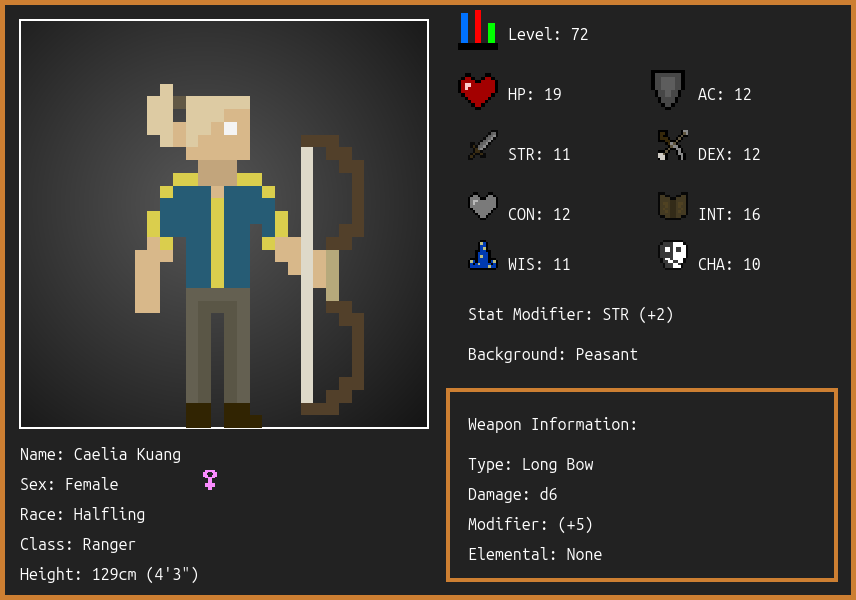 Level: 72
HP: 19
AC: 12
STR: 11
DEX: 12
CON: 12
INT: 16
WIS: 11
CHA: 10
Stat Modifier: STR (+2)
Background: Peasant
Weapon Information:
Type: Long Bow
Damage: d6
Modifier: (+5)
Elemental: None
Name: Caelia Kuang
Sex: Female
Race: Halfling
Class: Ranger
Height: 129cm (4'3")